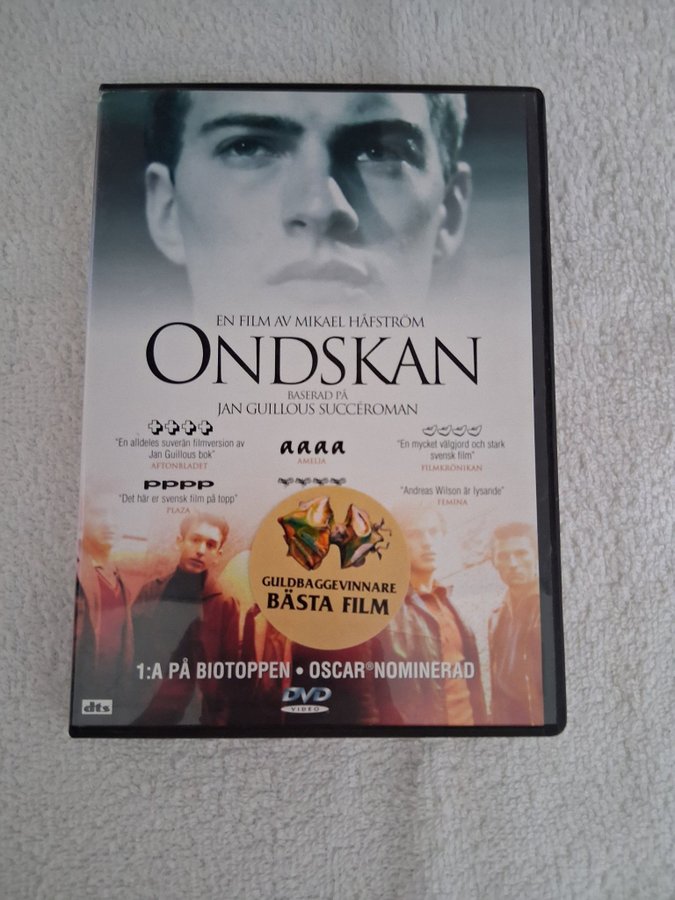 EN FILM AV MIKAEL HÅFSTRÖM
ONDSKAN
BASERAD PÅ
JAN GUILLOUS SUCCÉROMAN
"En alldeles suverän filmversion av
Jan Guillous bok"
AFTONBLADET
aaaa
AMELIA
"En mycket välgjord och stark
svensk film"
FILMKRÖNIKAN
PPPP
"Det här är svensk film på topp"
PLAZA
"Andreas Wilson är lysande"
FEMINA
GULDBAGGEVINNARE
BÄSTA FILM
1:A PÅ BIOTOPPEN • OSCAR®NOMINERAD
dts
DVD
VIDEO